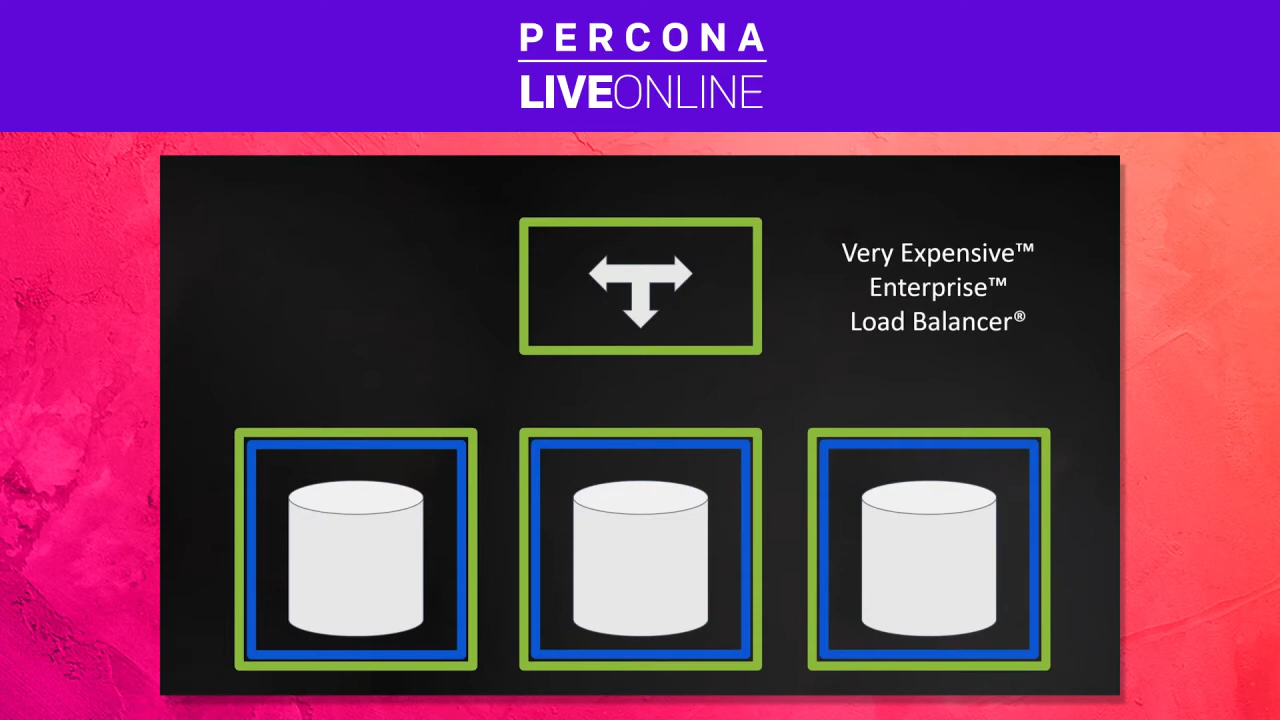 PERCONA
LIVEONLINE
Very Expensive™
Enterprise™
Load Balancer®